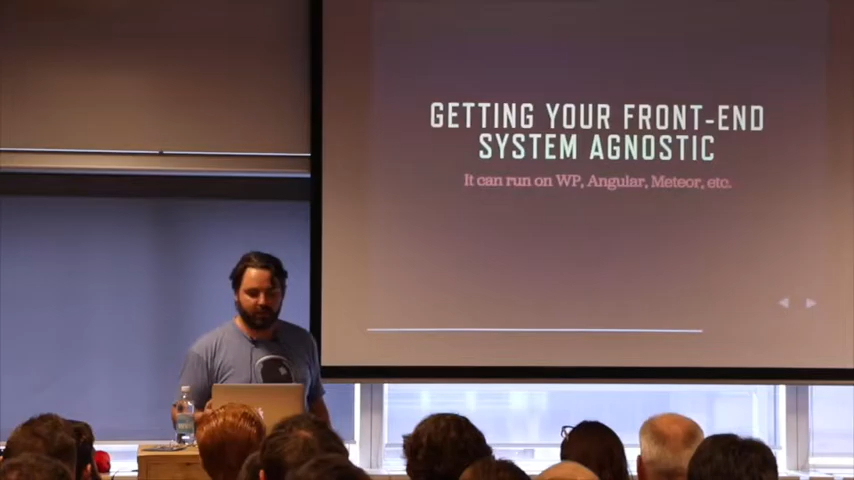 GETTING YOUR FRONT-END
SYSTEM AGNOSTIC
It can run on WP, Angular, Meteor, etc.